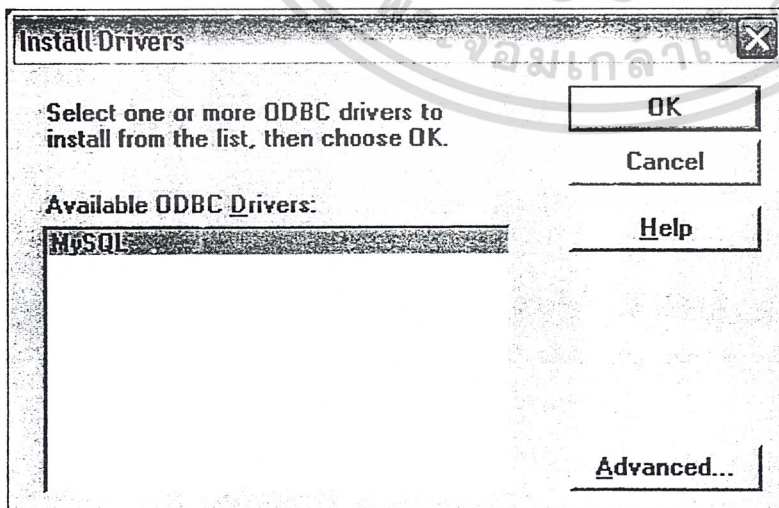 Install Drivers
Select one or more ODBC drivers to
install from the list, then choose OK.
Available ODBC Drivers:
MySQL
OK
Cancel
Help
Advanced...